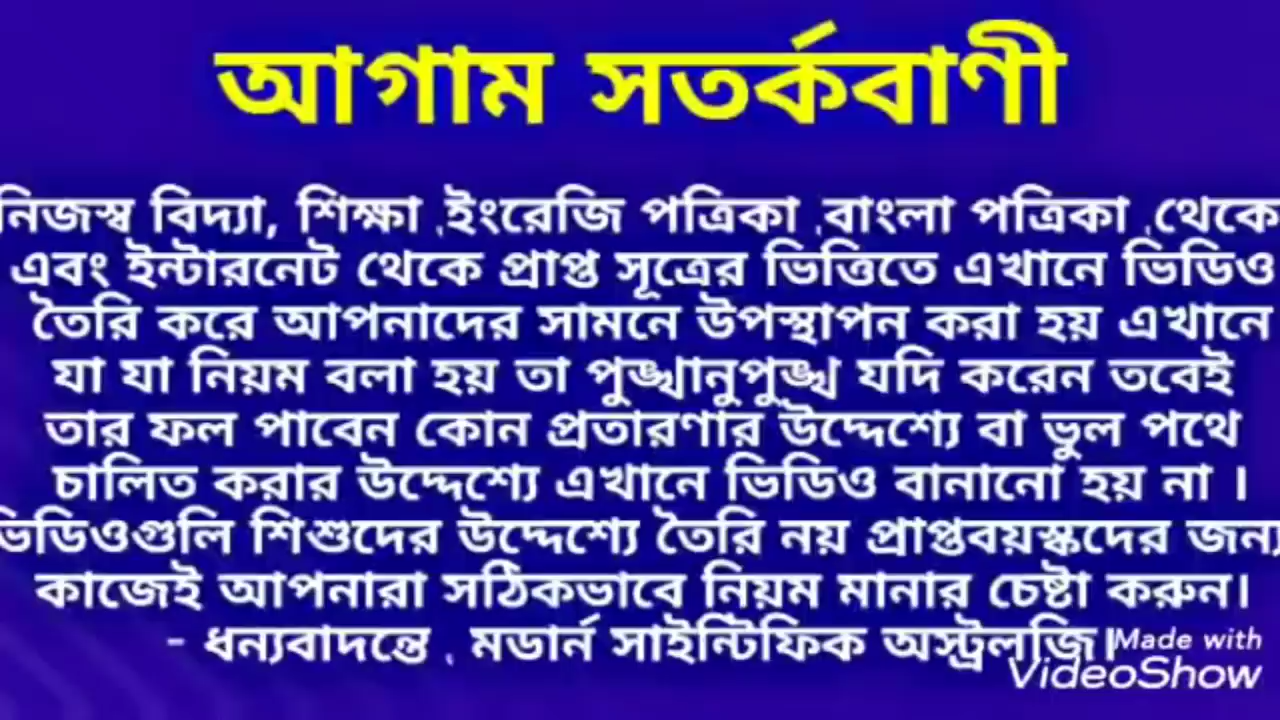 আগাম সতর্কবাণী
নিজস্ব বিদ্যা, শিক্ষা ,ইংরেজি পত্রিকা ,বাংলা পত্রিকা ,থেকে
এবং ইন্টারনেট থেকে প্রাপ্ত সূত্রের ভিত্তিতে এখানে ভিডিও
তৈরি করে আপনাদের সামনে উপস্থাপন করা হয় এখানে
যা যা নিয়ম বলা হয় তা পুঙ্খানুপুঙ্খ যদি করেন তবেই
তার ফল পাবেন কোন প্রতারণার উদ্দেশ্যে বা ভুল পথে
চালিত করার উদ্দেশ্যে এখানে ভিডিও বানানো হয় না ।
ভিডিওগুলি শিশুদের উদ্দেশ্যে তৈরি নয় প্রাপ্তবয়স্কদের জন্য
কাজেই আপনারা সঠিকভাবে নিয়ম মানার চেষ্টা করুন।
- ধন্যবাদন্তে , মডার্ন সাইন্টিফিক অস্ট্রলজি।
Made with
VideoShow